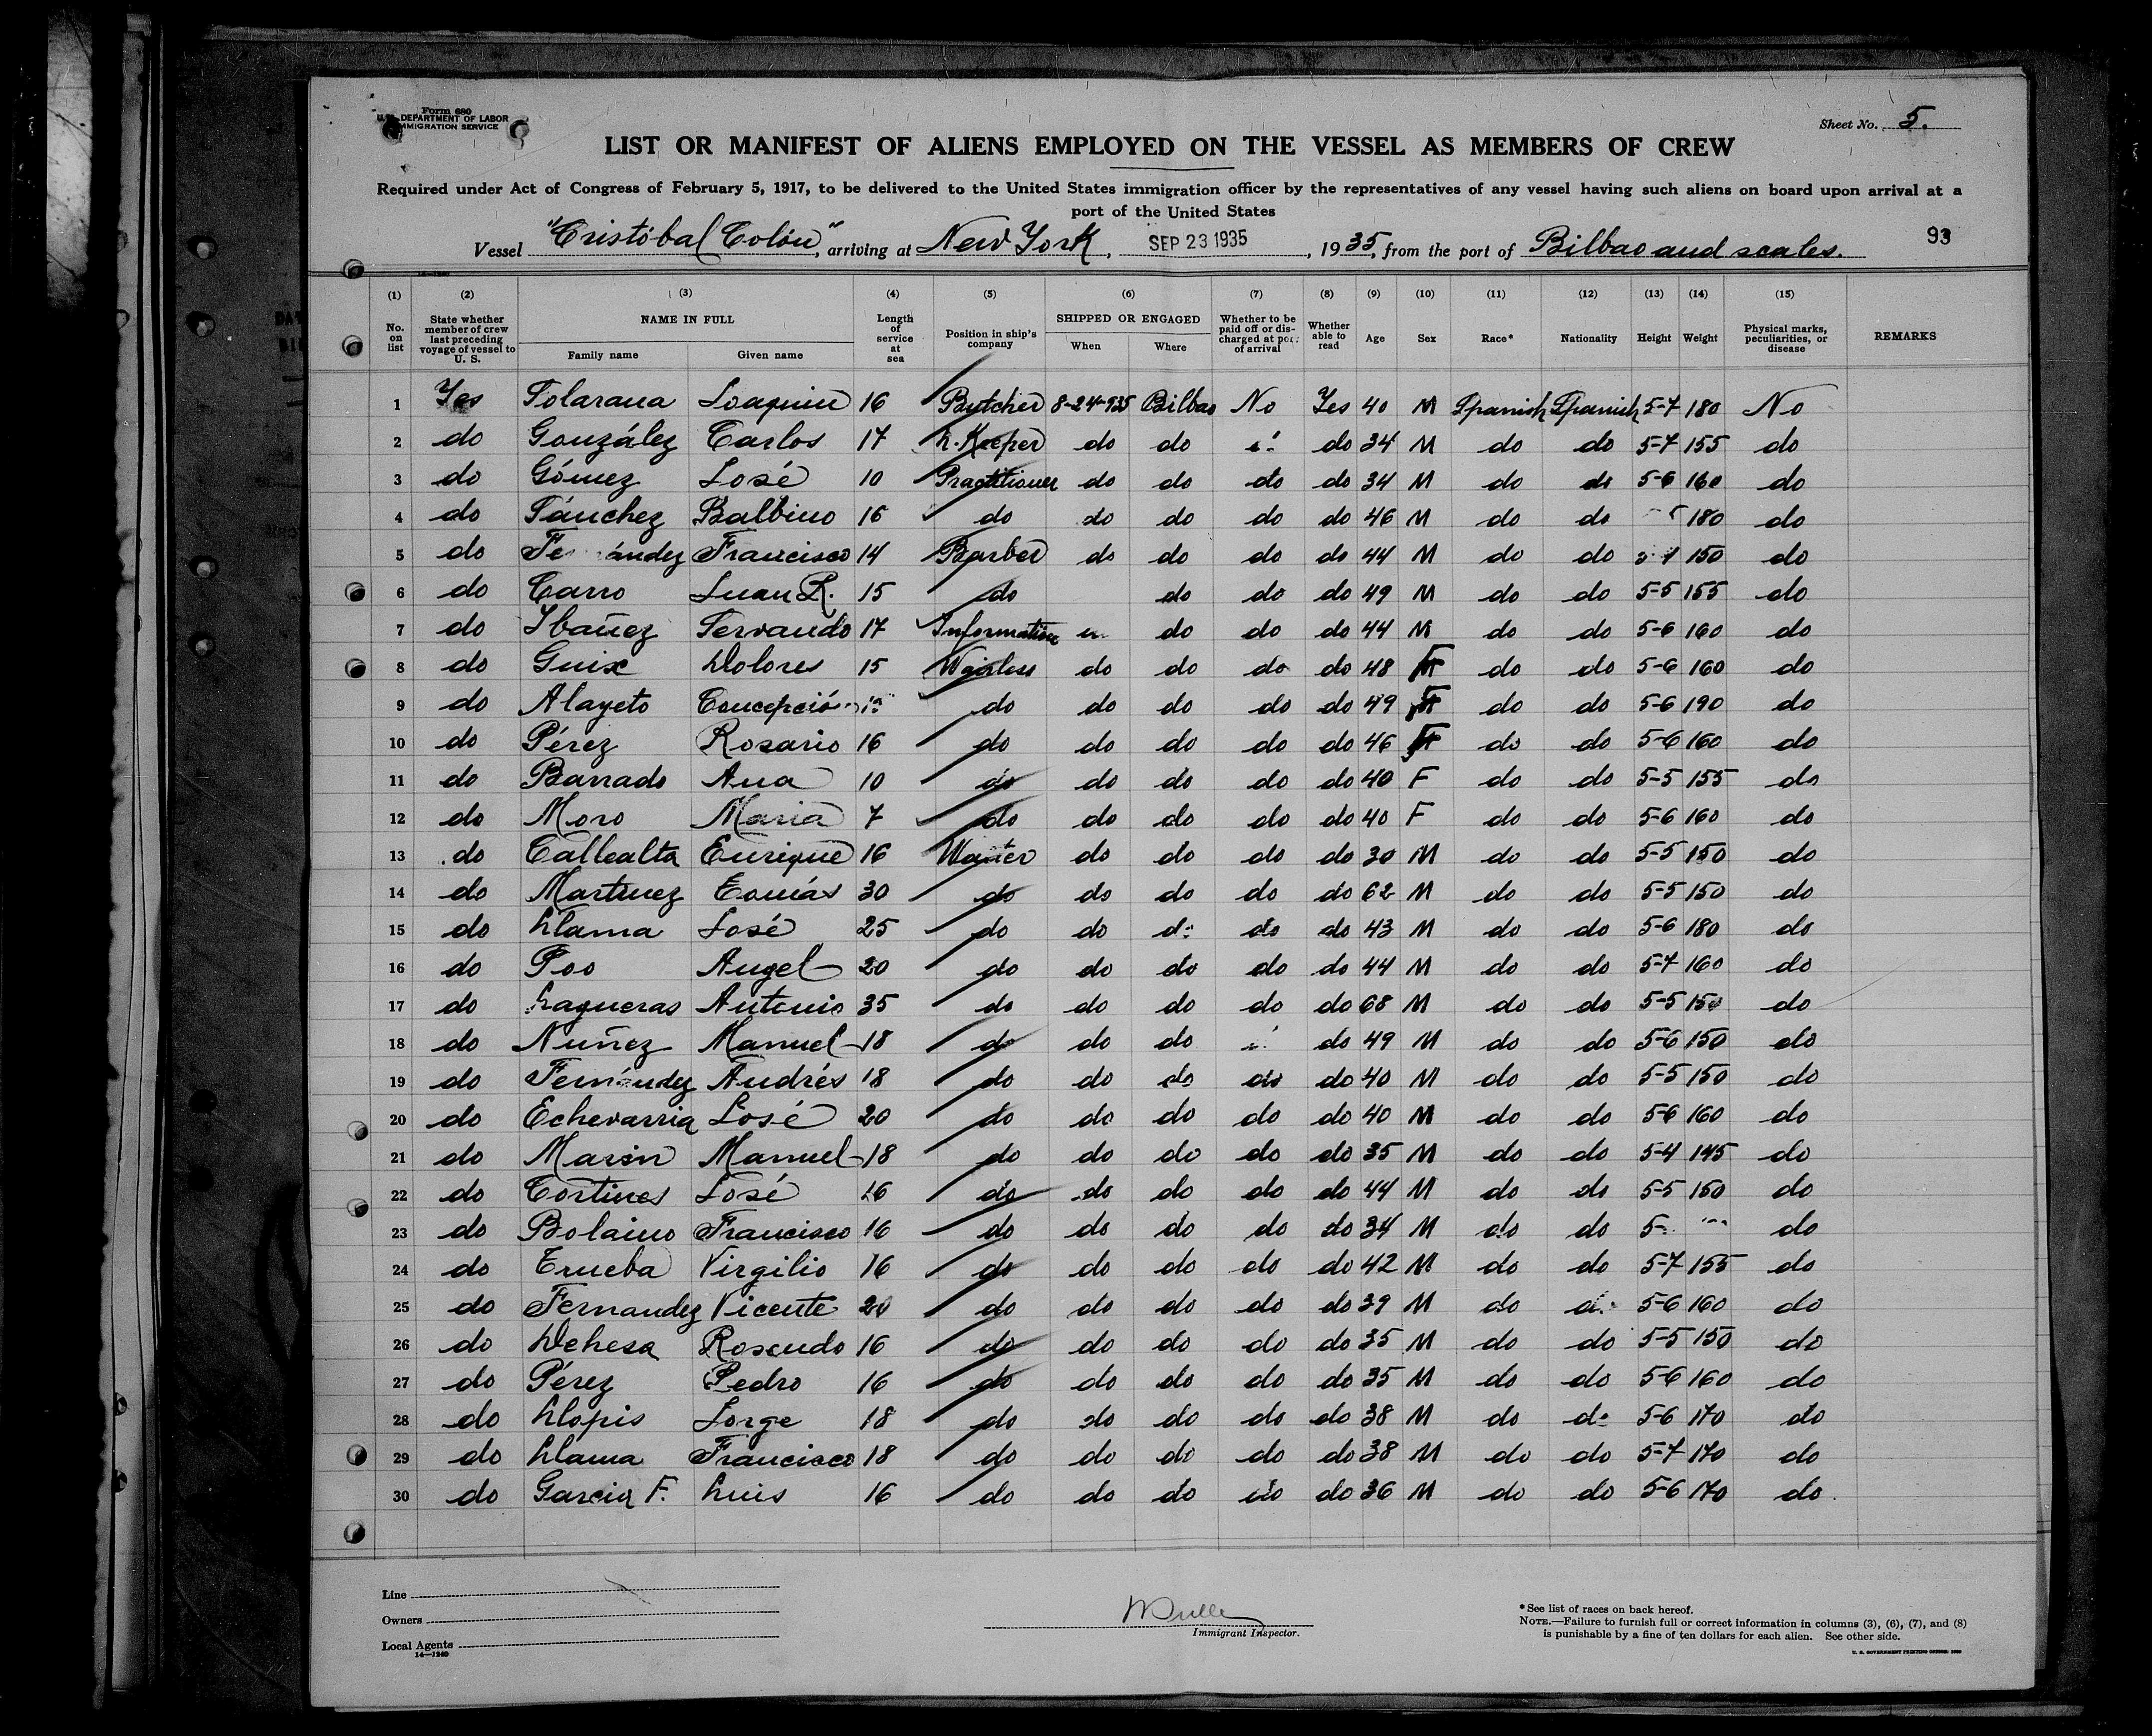 Form 680
U.S. DEPARTMENT OF LABOR
IMMIGRATION SERVICE
Sheet No. 5.
LIST OR MANIFEST OF ALIENS EMPLOYED ON THE VESSEL AS MEMBERS OF CREW
Required under Act of Congress of February 5, 1917, to be delivered to the United States immigration officer by the representatives of any vessel having such aliens on board upon arrival at a
port of the United States
Vessel "Cristóbal Colón", arriving at New York, SEP 23 1935, 1935, from the port of Bilbao and scales.
93
14—1240
(1) (2) (3) (4) (5) (6) (7) (8) (9) (10) (11) (12) (13) (14) (15)
No. on list State whether member of crew last preceding voyage of vessel to U. S. NAME IN FULL Family name Given name Length of service at sea Position in ship's company SHIPPED OR ENGAGED When Where Whether to be paid off or discharged at port of arrival Whether able to read Age Sex Race* Nationality Height Weight Physical marks, peculiarities, or disease REMARKS
1 Yes Solarana Joaquin 16 Butcher 8-24-935 Bilbao No Yes 40 M Spanish Spanish 5-7 180 No
2 do González Carlos 17 L. Keeper do do do 34 M do do 5-7 155 do
3 do Gómez José 10 Practitioner do do do do 34 M do do 5-6 160 do
4 do Sánchez Balbino 16 do do do do do 46 M do do 180 do
5 do Fernández Francisco 14 Barber do do do do 44 M do do 150 do
6 do Carro Juan R. 15 do do do do 49 M do do 5-5 155 do
7 do Ibañez Servando 17 Information do do do 44 M do do 5-6 160 do
8 do Guix Dolores 15 Waitless do do do do 48 F do do 5-6 160 do
9 do Alayeto Concepción do do do do do 49 F do do 5-6 190 do
10 do Pérez Rosario 16 do do do do do 46 F do do 5-6 160 do
11 do Barrado Ana 10 do do do do do 40 F do do 5-5 155 do
12 do Moro Maria 7 do do do do do 40 F do do 5-6 160 do
13 do Callealta Enrique 16 Waiter do do do do 30 M do do 5-5 150 do
14 do Martinez Tomás 30 do do do do do 62 M do do 5-5 150 do
15 do Llama José 25 do do do do do 43 M do do 5-6 180 do
16 do Poo Angel 20 do do do do do 44 M do do 5-7 160 do
17 do Laqueras Antonio 35 do do do do do 68 M do do 5-5 150 do
18 do Nuñez Manuel 18 do do do do 49 M do do 5-6 150 do
19 do Fernández Andrés 18 do do do do do 40 M do do 5-5 150 do
20 do Echevarria José 20 do do do do do 40 M do do 5-6 160 do
21 do Marin Manuel 18 do do do do do 35 M do do 5-4 145 do
22 do Cortines José 16 do do do do do 44 M do do 5-5 150 do
23 do Bolaino Francisco 16 do do do do do 34 M do do do
24 do Trueba Virgilio 16 do do do do do 42 M do do 5-7 155 do
25 do Fernandez Vicente 20 do do do do do 39 M do do 5-6 160 do
26 do Dehesa Rosendo 16 do do do do do 35 M do do 5-5 150 do
27 do Pérez Pedro 16 do do do do do 35 M do do 5-6 160 do
28 do Llopis Jorge 18 do do do do do 38 M do do 5-6 170 do
29 do Llama Francisco 18 do do do do do 38 M do do 5-7 170 do
30 do Garcia F. Luis 16 do do do do do 36 M do do 5-6 170 do
Line
Owners
Local Agents
14—1240
Immigrant Inspector.
*See list of races on back hereof.
NOTE.—Failure to furnish full or correct information in columns (3), (6), (7), and (8)
is punishable by a fine of ten dollars for each alien. See other side.